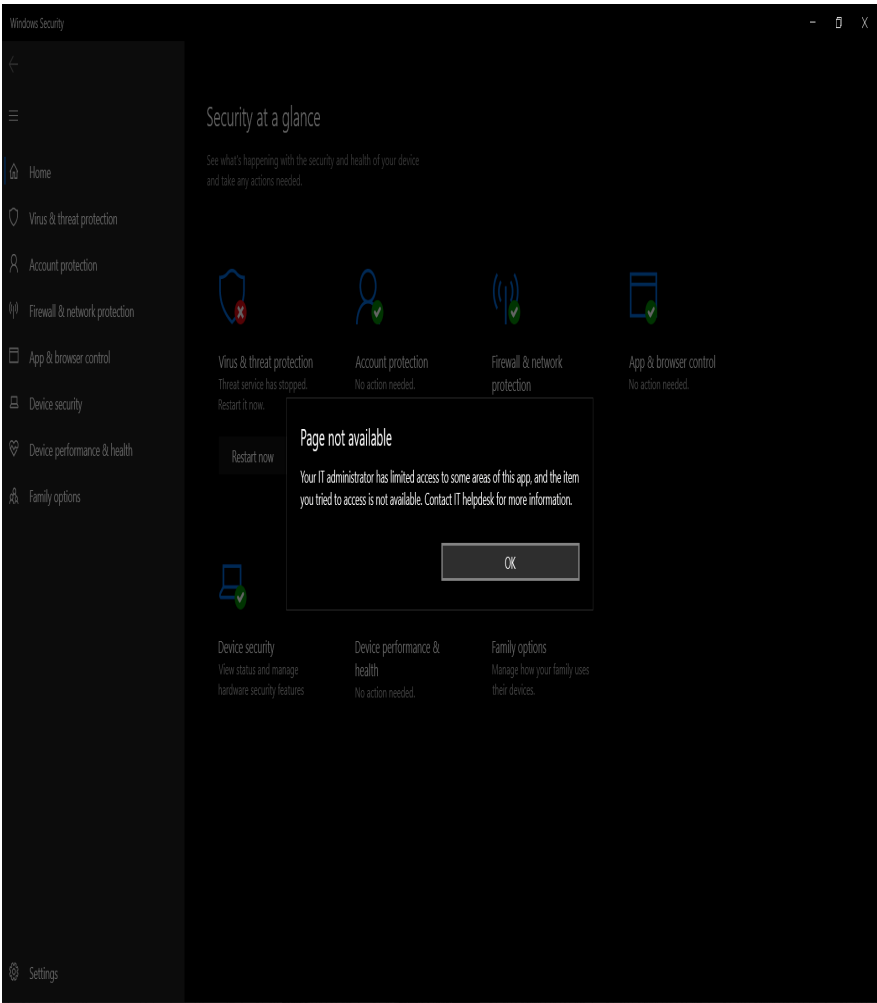 Windows Security
Home
Virus & threat protection
Account protection
Firewall & network protection
App & browser control
Device security
Device performance & health
Family options
Settings
Security at a glance
See what's happening with the security and health of your device
and take any actions needed.
Virus & threat protection
Threat service has stopped.
Restart it now.
Restart now
Account protection
No action needed.
Firewall & network
protection
App & browser control
No action needed.
Page not available
Your IT administrator has limited access to some areas of this app, and the item
you tried to access is not available. Contact IT helpdesk for more information.
OK
Device security
View status and manage
hardware security features
Device performance &
health
No action needed.
Family options
Manage how your family uses
their devices.